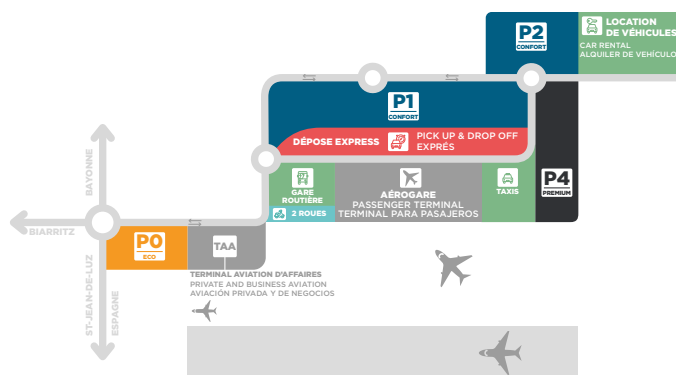 P2
CONFORT
LOCATION
DE VÉHICULES
CAR RENTAL
ALQUILER DE VEHÍCULO
P1
CONFORT
DÉPOSE EXPRESS
PICK UP & DROP OFF
EXPRÉS
GARE
ROUTIÈRE
2 ROUES
AÉROGARE
PASSENGER TERMINAL
TERMINAL PARA PASAJEROS
TAXIS
P4
PREMIUM
BAYONNE
BIARRITZ
ST-JEAN-DE-LUZ
ESPAGNE
P0
ECO
TAA
TERMINAL AVIATION D'AFFAIRES
PRIVATE AND BUSINESS AVIATION
AVIACIÓN PRIVADA Y DE NEGOCIOS